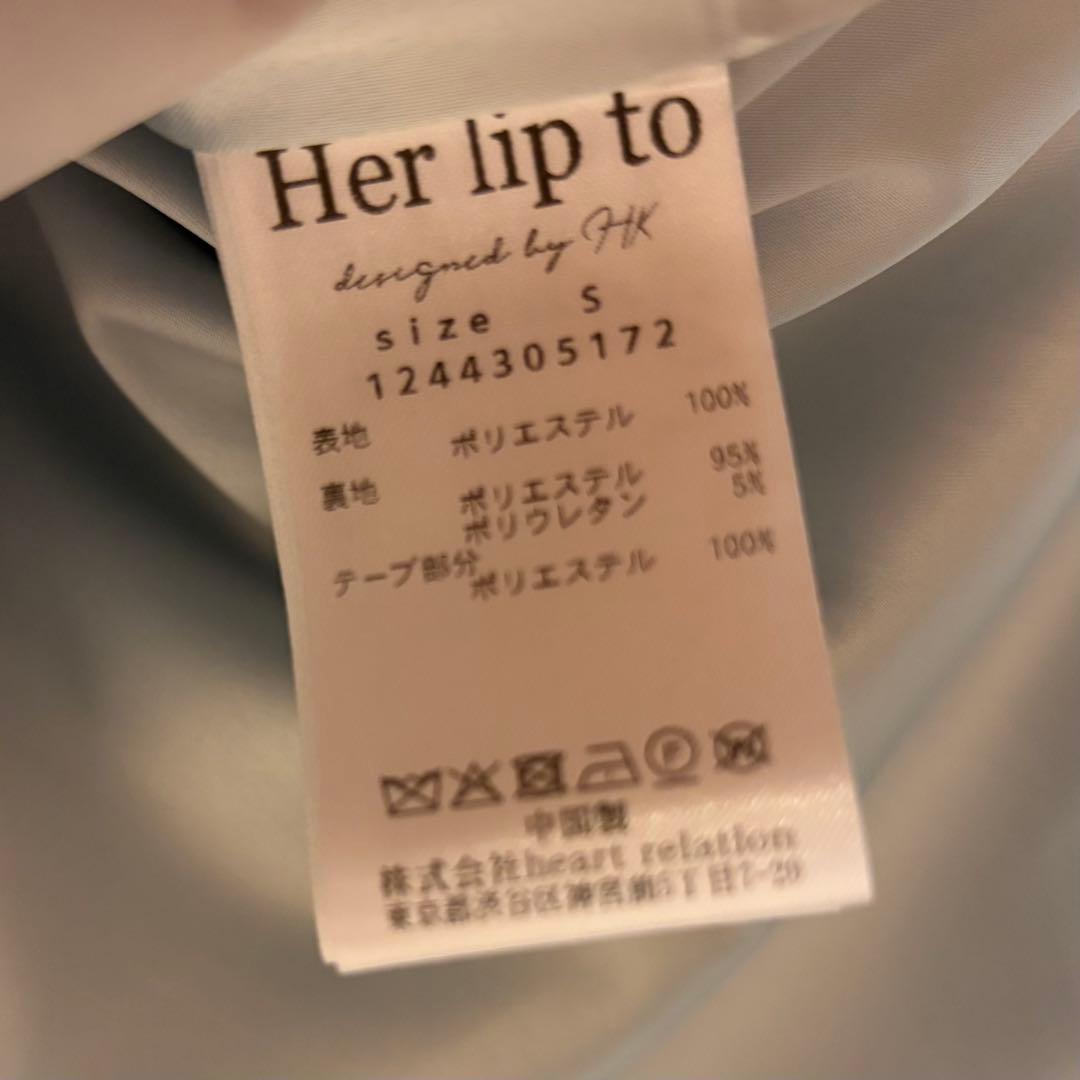 Her lip to
designed by HK
size S
1244305172
表地 ポリエステル 100%
裏地 ポリエステル 95%
ポリウレタン 5%
テープ部分 ポリエステル 100%
中国製
株式会社heart relation
東京都渋谷区神宮前5丁目7-20